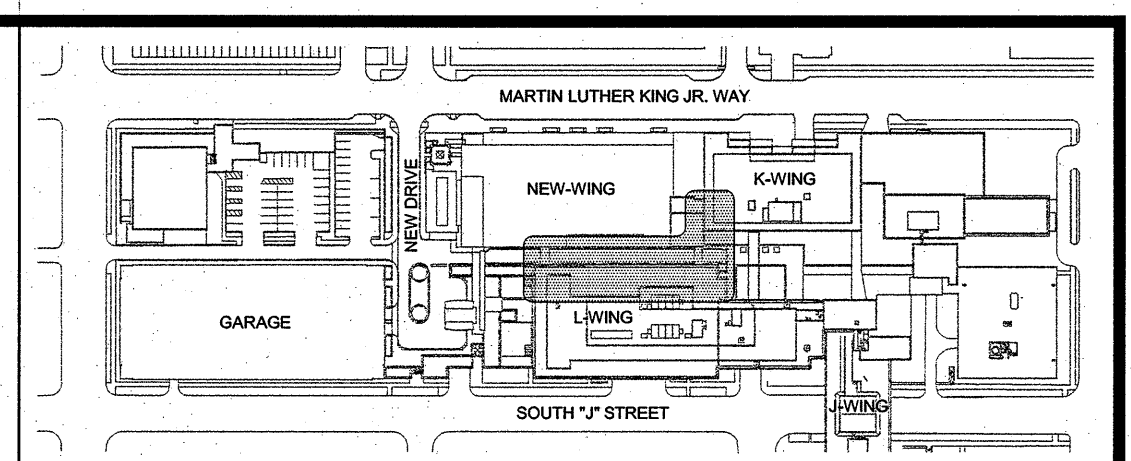 MARTIN LUTHER KING JR. WAY
NEW DRIVE
NEW-WING
K-WING
GARAGE
L-WING
SOUTH "J" STREET
J-WING